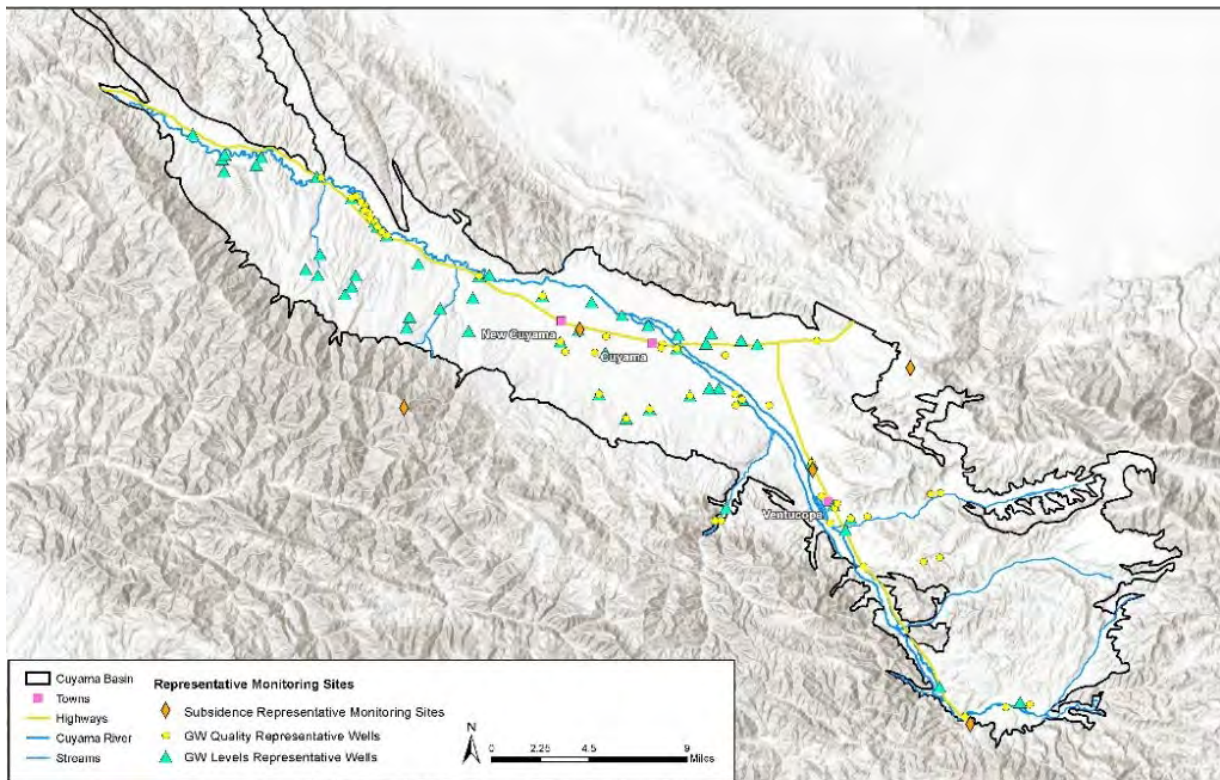 New Cuyama
Cuyama
Ventucopa
Cuyama Basin
Towns
Highways
Cuyama River
Streams
Representative Monitoring Sites
Subsidence Representative Monitoring Sites
GW Quality Representative Wells
GW Levels Representative Wells
N
0 2.25 4.5 9
Miles